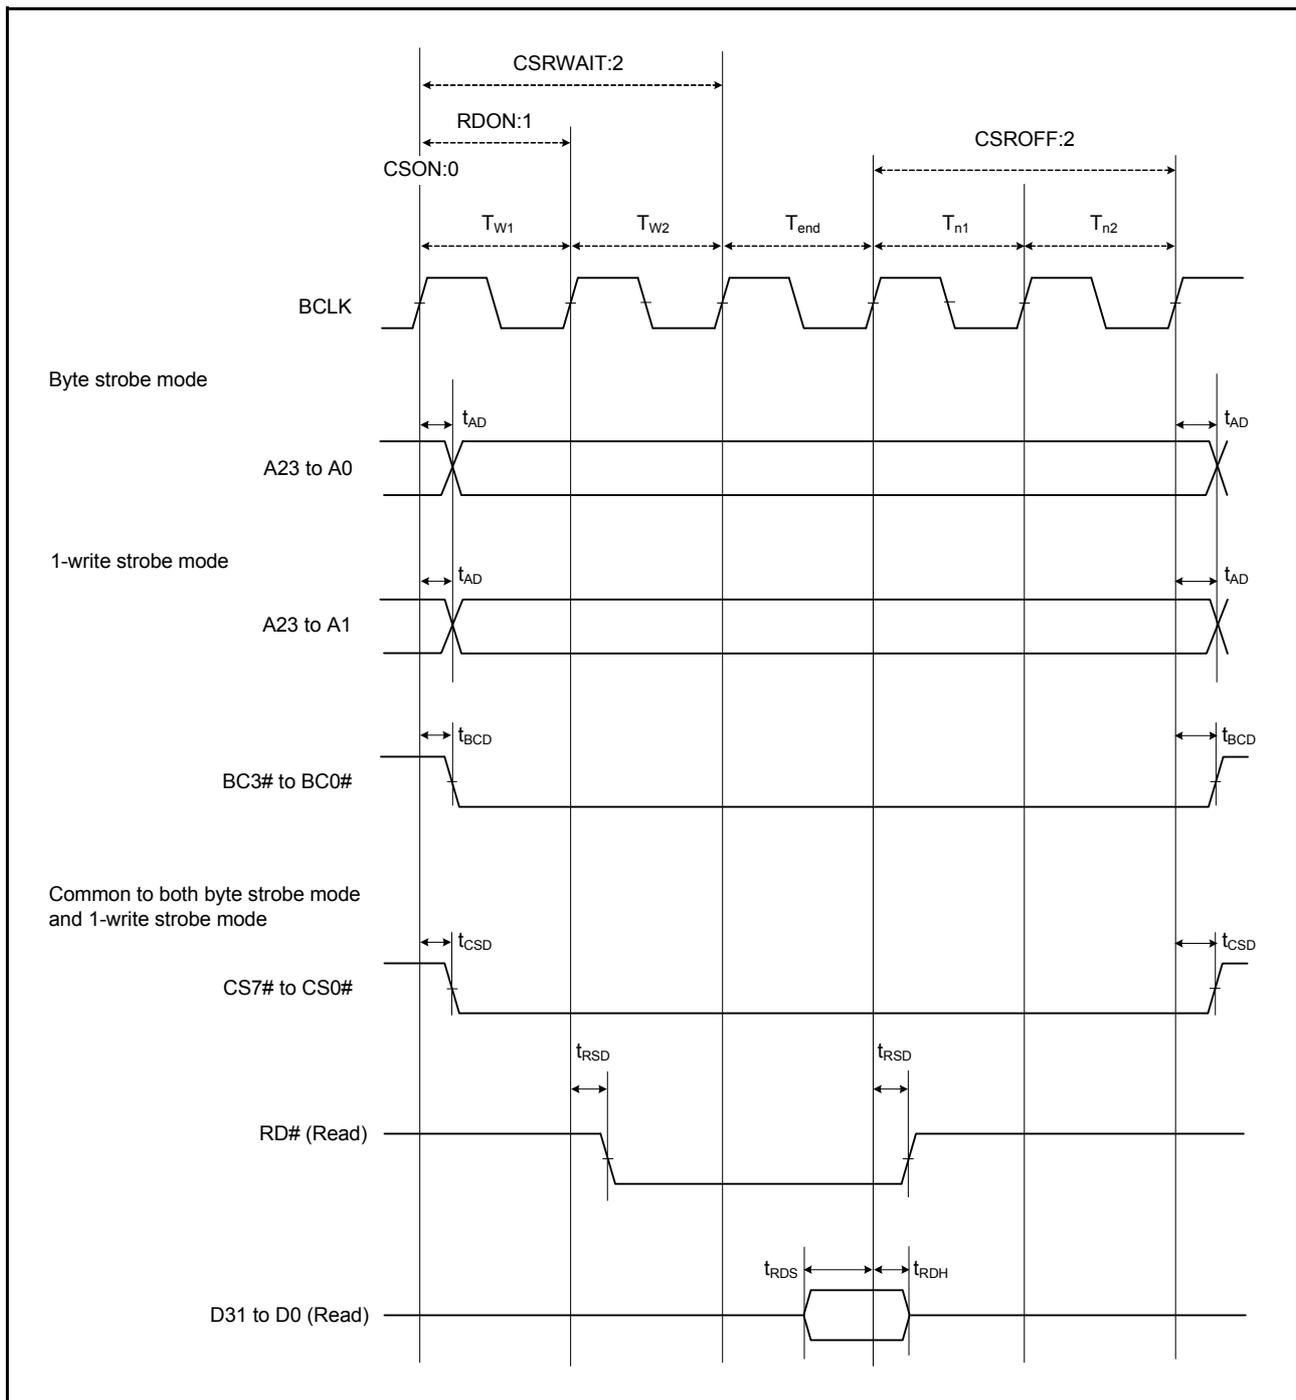 CSRWAIT:2
RDON:1
CSROFF:2
CSON:0
TW1 TW2 Tend Tn1 Tn2
BCLK
Byte strobe mode
tAD tAD
A23 to A0
1-write strobe mode
tAD tAD
A23 to A1
tBCD tBCD
BC3# to BC0#
Common to both byte strobe mode
and 1-write strobe mode
tCSD tCSD
CS7# to CS0#
tRSD tRSD
RD# (Read)
tRDS tRDH
D31 to D0 (Read)